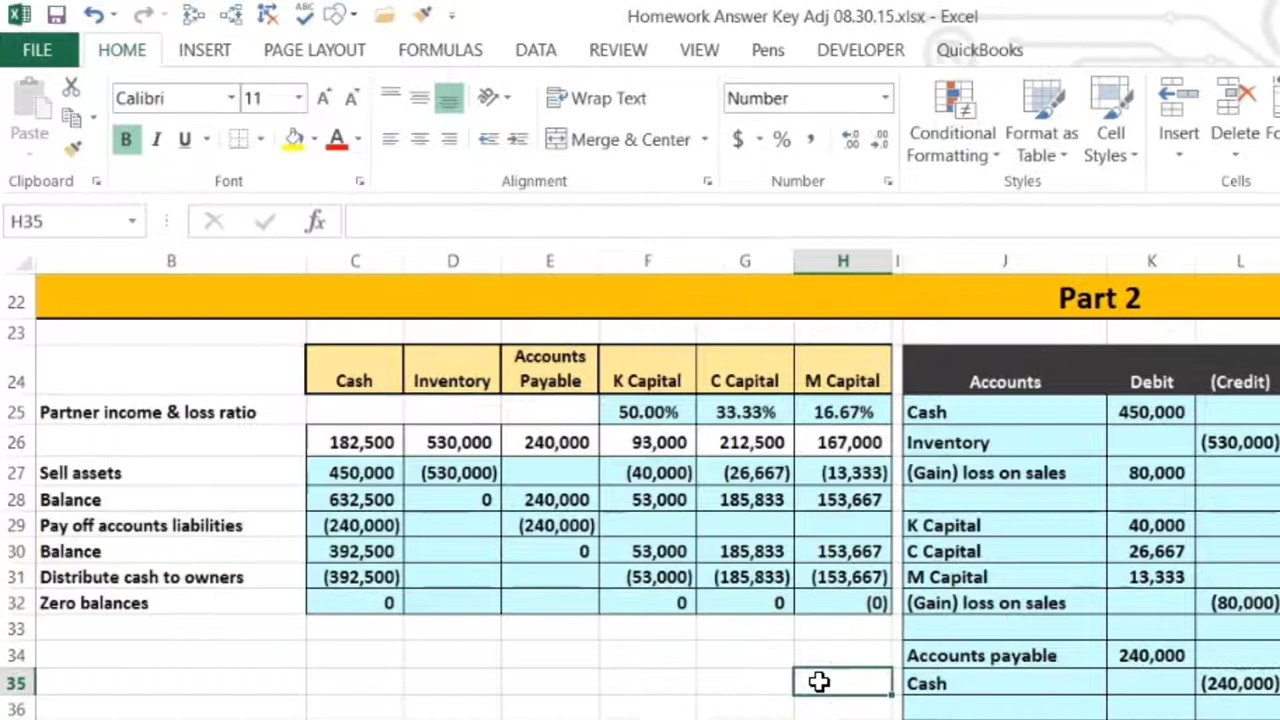 Homework Answer Key Adj 08.30.15.xlsx - Excel
FILE HOME INSERT PAGE LAYOUT FORMULAS DATA REVIEW VIEW Pens DEVELOPER QuickBooks
Calibri 11 A A Wrap Text Number
Paste B I U A Merge & Center $ % , Conditional Formatting Format as Table Cell Styles Insert Delete
Clipboard Font Alignment Number Styles Cells
H35 fx
B C D E F G H I J K L
22 Part 2
23
24 Cash Inventory Accounts Payable K Capital C Capital M Capital Accounts Debit (Credit)
25 Partner income & loss ratio 50.00% 33.33% 16.67% Cash 450,000
26 182,500 530,000 240,000 93,000 212,500 167,000 Inventory (530,000)
27 Sell assets 450,000 (530,000) (40,000) (26,667) (13,333) (Gain) loss on sales 80,000
28 Balance 632,500 0 240,000 53,000 185,833 153,667
29 Pay off accounts liabilities (240,000) (240,000) K Capital 40,000
30 Balance 392,500 0 53,000 185,833 153,667 C Capital 26,667
31 Distribute cash to owners (392,500) (53,000) (185,833) (153,667) M Capital 13,333
32 Zero balances 0 0 0 (0) (Gain) loss on sales (80,000)
33
34 Accounts payable 240,000
35 Cash (240,000)
36